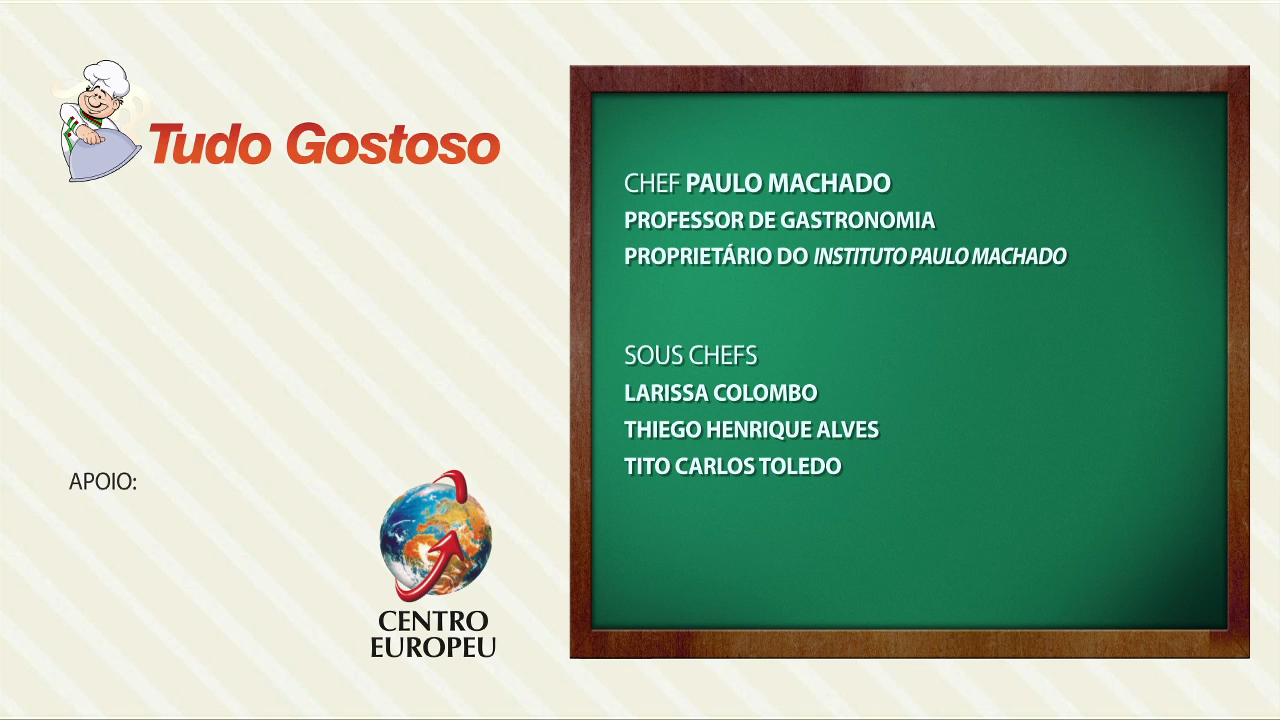 Tudo Gostoso
CHEF PAULO MACHADO
PROFESSOR DE GASTRONOMIA
PROPRIETÁRIO DO INSTITUTO PAULO MACHADO
SOUS CHEFS
LARISSA COLOMBO
THIEGO HENRIQUE ALVES
TITO CARLOS TOLEDO
APOIO:
CENTRO
EUROPEU